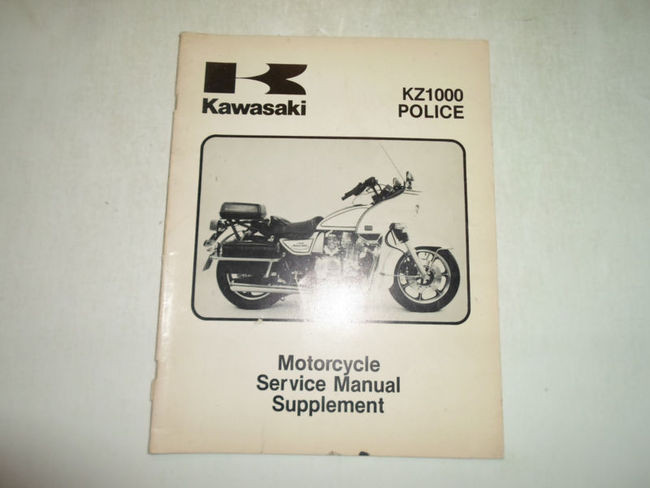 Kawasaki
KZ1000
POLICE
Motorcycle
Service Manual
Supplement